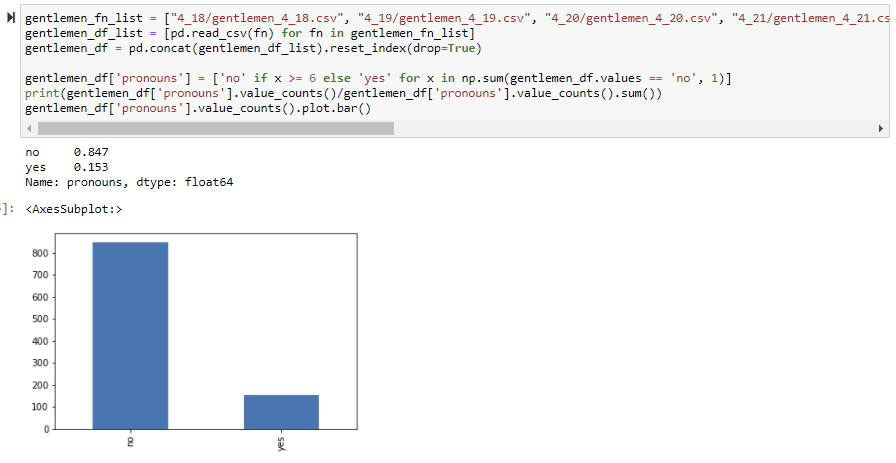 gentlemen_fn_list = ["4_18/gentlemen_4_18.csv", "4_19/gentlemen_4_19.csv", "4_20/gentlemen_4_20.csv", "4_21/gentlemen_4_21.cs
gentlemen_df_list = [pd.read_csv(fn) for fn in gentlemen_fn_list]
gentlemen_df = pd.concat(gentlemen_df_list).reset_index(drop=True)
gentlemen_df['pronouns'] = ['no' if x >= 6 else 'yes' for x in np.sum(gentlemen_df.values == 'no', 1)]
print(gentlemen_df['pronouns'].value_counts()/gentlemen_df['pronouns'].value_counts().sum())
gentlemen_df['pronouns'].value_counts().plot.bar()
no 0.847
yes 0.153
Name: pronouns, dtype: float64
]: <AxesSubplot:>
800
700
600
500
400
300
200
100
0
no
yes